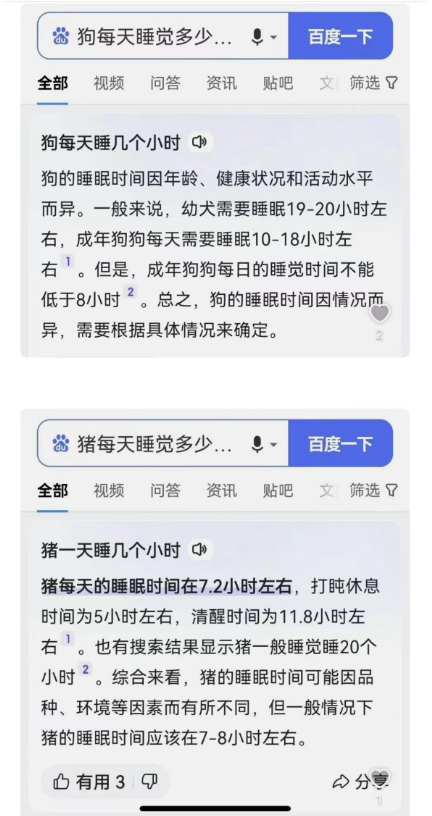 狗每天睡觉多少... 百度一下
全部 视频 问答 资讯 贴吧 文 筛选
狗每天睡几个小时
狗的睡眠时间因年龄、健康状况和活动水平
而异。一般来说，幼犬需要睡眠19-20小时左
右，成年狗狗每天需要睡眠10-18小时左
右1。但是，成年狗狗每日的睡觉时间不能
低于8小时2。总之，狗的睡眠时间因情况而
异，需要根据具体情况来确定。
2
猪每天睡觉多少... 百度一下
全部 视频 问答 资讯 贴吧 文 筛选
猪一天睡几个小时
猪每天的睡眠时间在7.2小时左右，打盹休息
时间为5小时左右，清醒时间为11.8小时左
右1。也有搜索结果显示猪一般睡觉睡20个
小时2。综合来看，猪的睡眠时间可能因品
种、环境等因素而有所不同，但一般情况下
猪的睡眠时间应该在7-8小时左右。
有用 3 分享
1